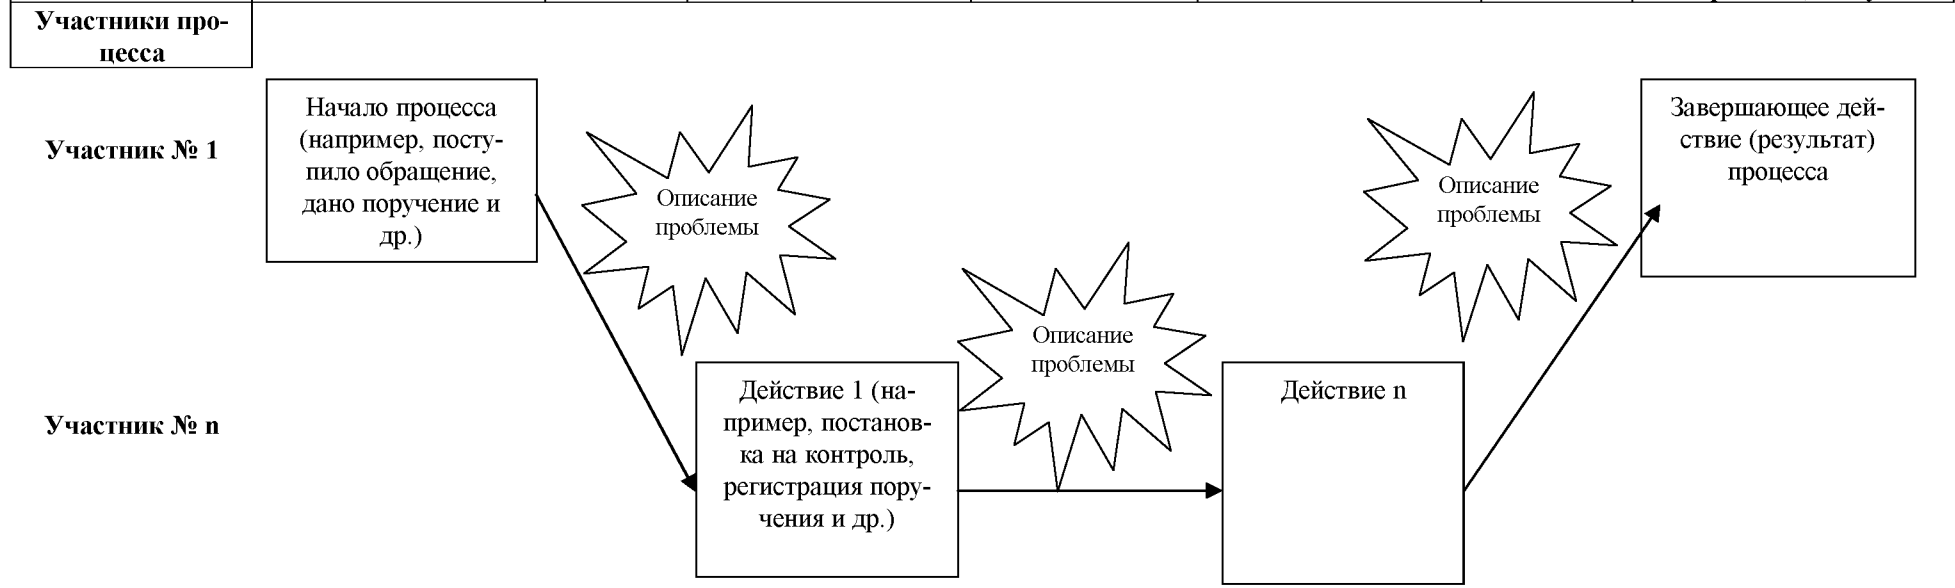 Участники про-
цесса
Участник № 1
Начало процесса
(например, посту-
пило обращение,
дано поручение и
др.)
Описание
проблемы
Описание
проблемы
Завершающее дей-
ствие (результат)
процесса
Описание
проблемы
Участник № n
Действие 1 (на-
пример, постанов-
ка на контроль,
регистрация пору-
чения и др.)
Действие n